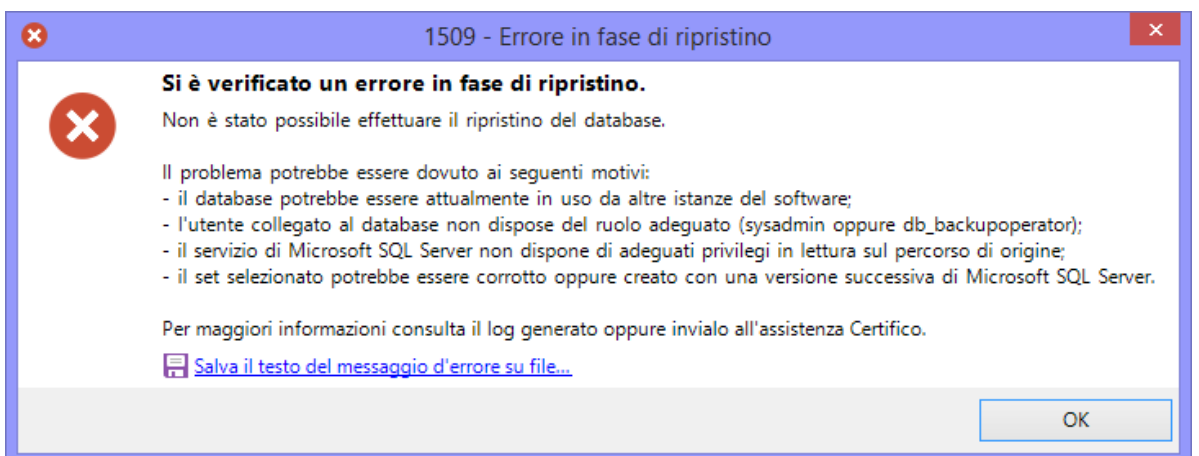 1509 - Errore in fase di ripristino
Si è verificato un errore in fase di ripristino.
Non è stato possibile effettuare il ripristino del database.
Il problema potrebbe essere dovuto ai seguenti motivi:
- il database potrebbe essere attualmente in uso da altre istanze del software;
- l'utente collegato al database non dispose del ruolo adeguato (sysadmin oppure db_backupoperator);
- il servizio di Microsoft SQL Server non dispone di adeguati privilegi in lettura sul percorso di origine;
- il set selezionato potrebbe essere corrotto oppure creato con una versione successiva di Microsoft SQL Server.
Per maggiori informazioni consulta il log generato oppure invialo all'assistenza Certifico.
Salva il testo del messaggio d'errore su file...
OK